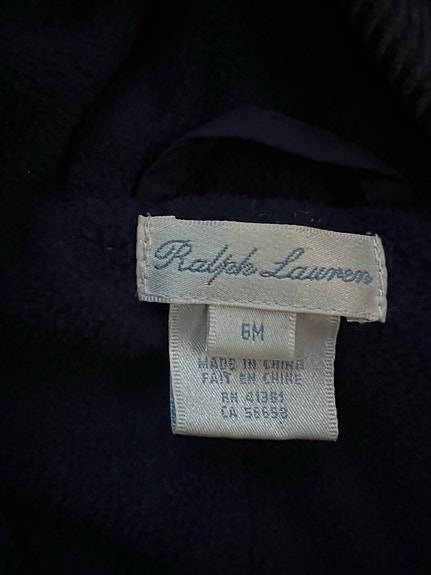 Ralph Lauren
6M
MADE IN CHINA
FAIT EN CHINE
RN 41381
CA 56658